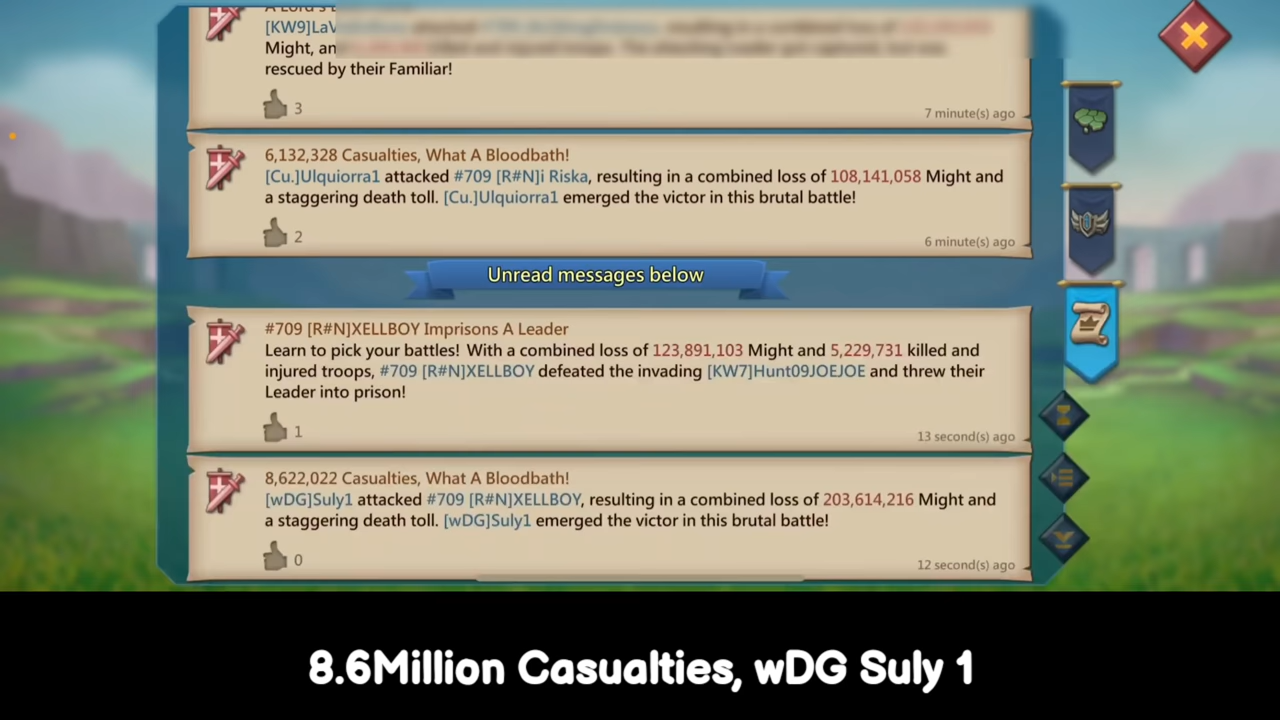 A Lord's
[KW9]LaV
Might, an
rescued by their Familiar!
3
7 minute(s) ago
6,132,328 Casualties, What A Bloodbath!
[Cu.]Ulquiorra1 attacked #709 [R#N]i Riska, resulting in a combined loss of 108,141,058 Might and
a staggering death toll. [Cu.]Ulquiorra1 emerged the victor in this brutal battle!
2
6 minute(s) ago
Unread messages below
#709 [R#N]XELLBOY Imprisons A Leader
Learn to pick your battles! With a combined loss of 123,891,103 Might and 5,229,731 killed and
injured troops, #709 [R#N]XELLBOY defeated the invading [KW7]Hunt09JOEJOE and threw their
Leader into prison!
1
13 second(s) ago
8,622,022 Casualties, What A Bloodbath!
[wDG]Suly1 attacked #709 [R#N]XELLBOY, resulting in a combined loss of 203,614,216 Might and
a staggering death toll. [wDG]Suly1 emerged the victor in this brutal battle!
0
12 second(s) ago
8.6Million Casualties, wDG Suly 1